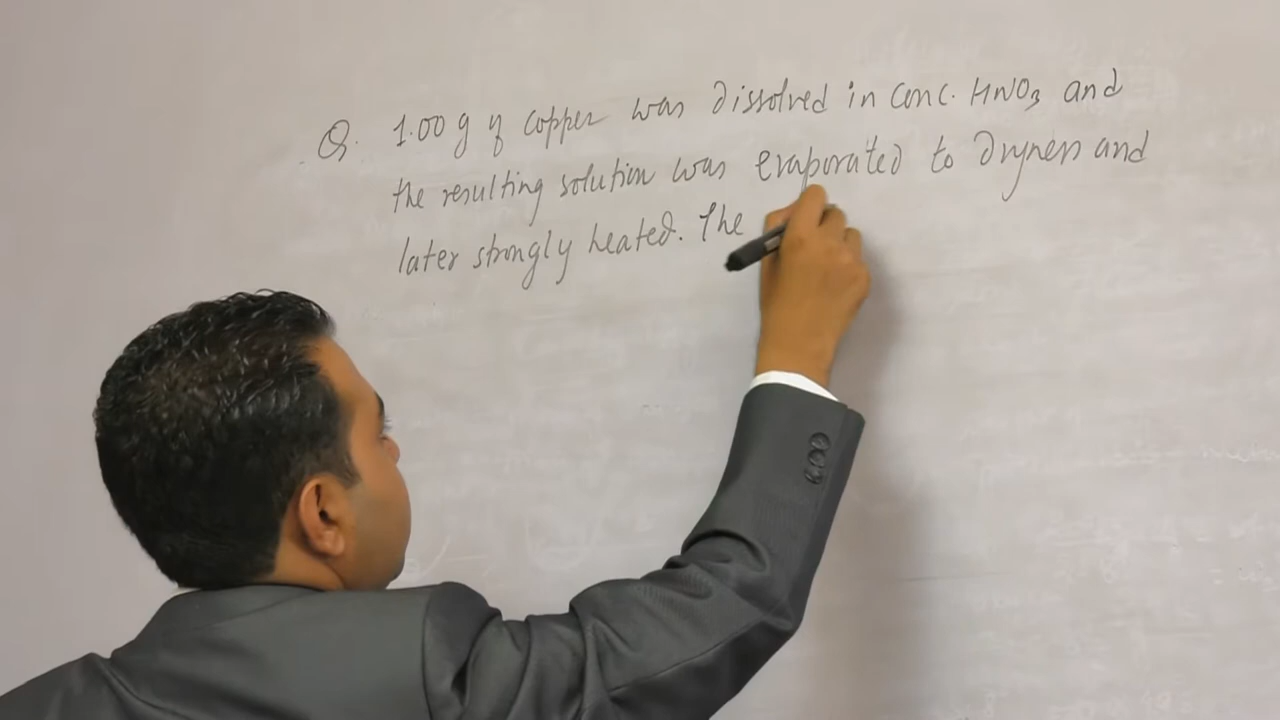 Q. 1.00 g of copper was dissolved in conc. HNO₃ and
the resulting solution was evaporated to dryness and
later strongly heated. The